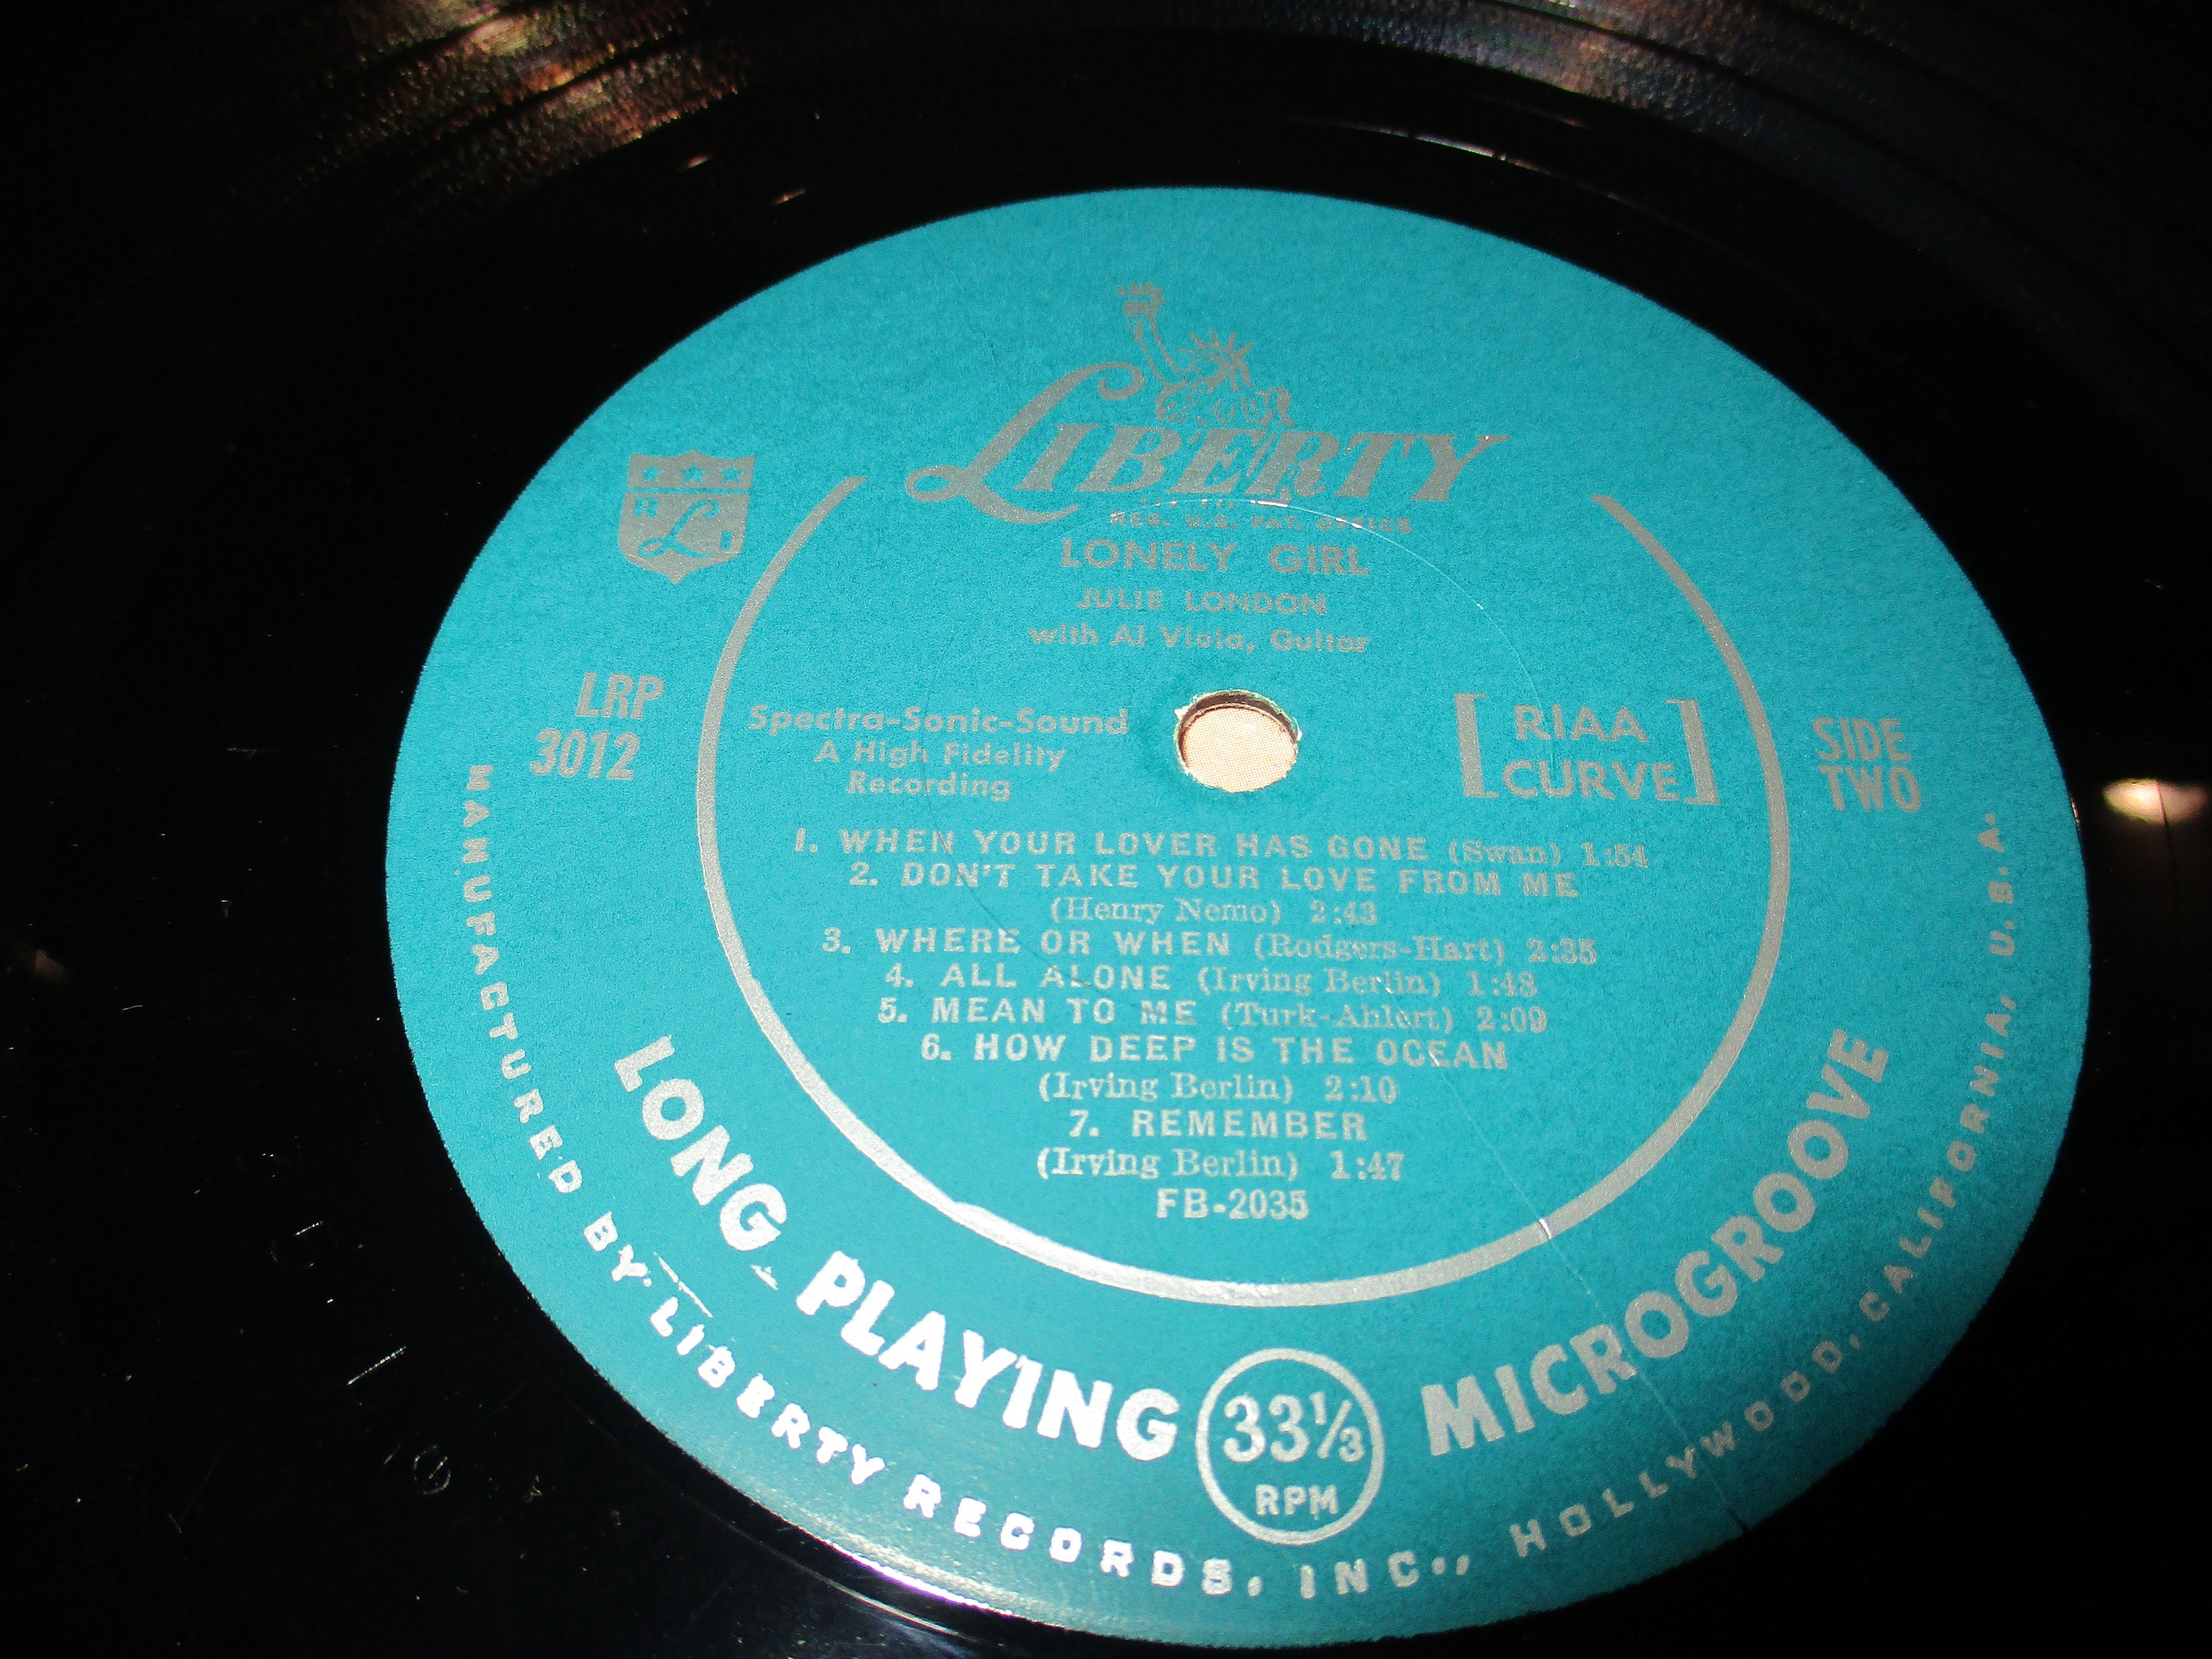 LIBERTY
REG. U.S. PAT. OFFICE
LONELY GIRL
JULIE LONDON
with Al Viola, Guitar
LRP
3012
Spectra-Sonic-Sound
A High Fidelity
Recording
[RIAA
CURVE]
SIDE
TWO
1. WHEN YOUR LOVER HAS GONE (Swan) 1:54
2. DON'T TAKE YOUR LOVE FROM ME
(Henry Nemo) 2:43
3. WHERE OR WHEN (Rodgers-Hart) 2:35
4. ALL ALONE (Irving Berlin) 1:48
5. MEAN TO ME (Turk-Ahlert) 2:09
6. HOW DEEP IS THE OCEAN
(Irving Berlin) 2:10
7. REMEMBER
(Irving Berlin) 1:47
FB-2035
LONG PLAYING 33⅓ RPM MICROGROOVE
MANUFACTURED BY LIBERTY RECORDS, INC., HOLLYWOOD, CALIFORNIA, U.S.A.